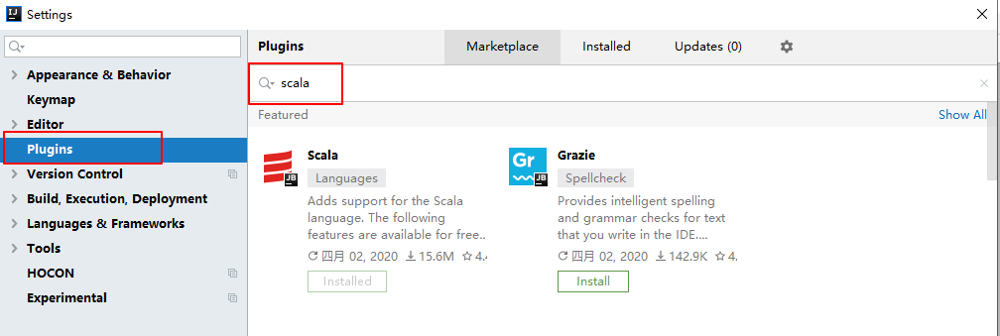 Settings
Appearance & Behavior
Keymap
Editor
Plugins
Version Control
Build, Execution, Deployment
Languages & Frameworks
Tools
HOCON
Experimental
Plugins
Marketplace
Installed
Updates (0)
scala
Featured
Show All
Scala
Languages
Adds support for the Scala
language. The following
features are available for free..
四月 02, 2020 15.6M 4.
Installed
Gr
JB
Grazie
Spellcheck
Provides intelligent spelling
and grammar checks for text
that you write in the IDE....
四月 02, 2020 142.9K 4.
Install